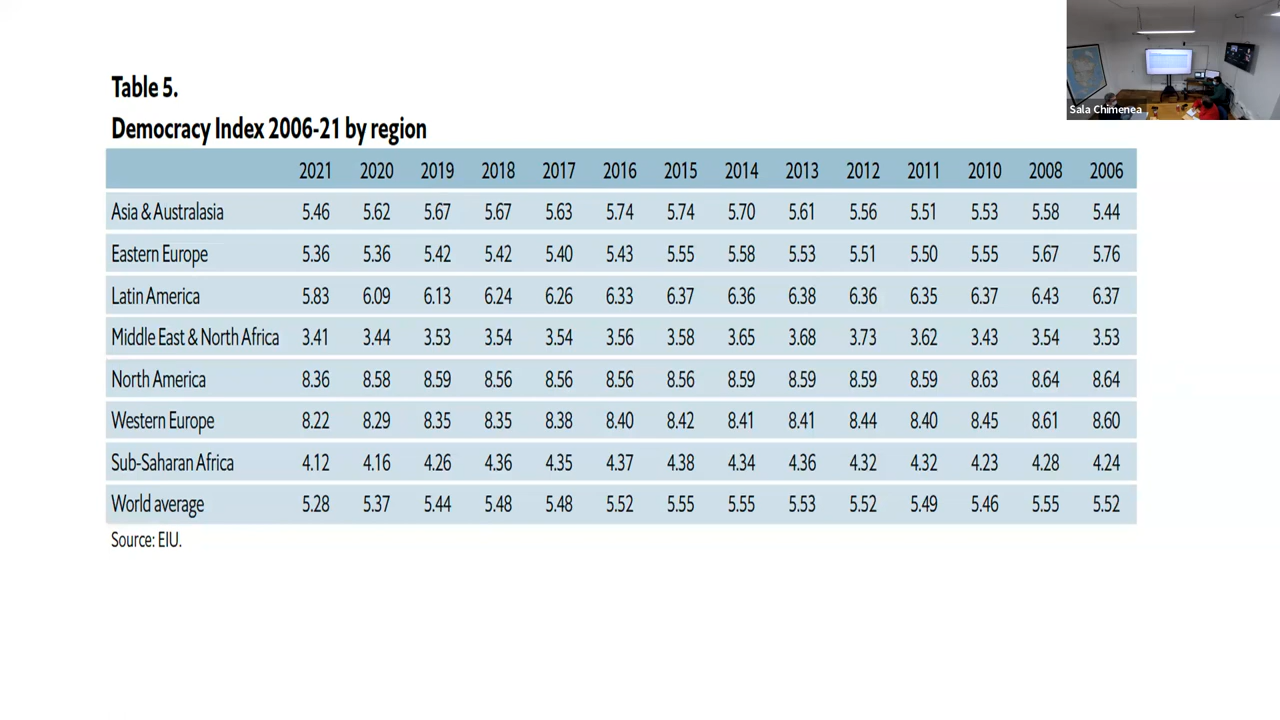 Table 5.
Democracy Index 2006-21 by region
2021 2020 2019 2018 2017 2016 2015 2014 2013 2012 2011 2010 2008 2006
Asia & Australasia 5.46 5.62 5.67 5.67 5.63 5.74 5.74 5.70 5.61 5.56 5.51 5.53 5.58 5.44
Eastern Europe 5.36 5.36 5.42 5.42 5.40 5.43 5.55 5.58 5.53 5.51 5.50 5.55 5.67 5.76
Latin America 5.83 6.09 6.13 6.24 6.26 6.33 6.37 6.36 6.38 6.36 6.35 6.37 6.43 6.37
Middle East & North Africa 3.41 3.44 3.53 3.54 3.54 3.56 3.58 3.65 3.68 3.73 3.62 3.43 3.54 3.53
North America 8.36 8.58 8.59 8.56 8.56 8.56 8.56 8.59 8.59 8.59 8.59 8.63 8.64 8.64
Western Europe 8.22 8.29 8.35 8.35 8.38 8.40 8.42 8.41 8.41 8.44 8.40 8.45 8.61 8.60
Sub-Saharan Africa 4.12 4.16 4.26 4.36 4.35 4.37 4.38 4.34 4.36 4.32 4.32 4.23 4.28 4.24
World average 5.28 5.37 5.44 5.48 5.48 5.52 5.55 5.55 5.53 5.52 5.49 5.46 5.55 5.52
Source: EIU.
Sala Chimenea